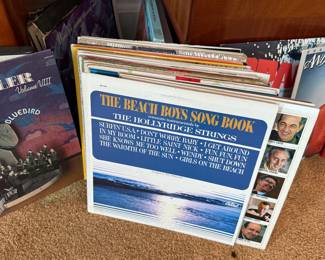 ER
Volume VIII
BLUEBIRD
THE BEACH BOYS SONG BOOK
THE HOLLYRIDGE STRINGS
SURFIN' U.S.A. • DON'T WORRY, BABY • I GET AROUND
IN MY ROOM • LITTLE SAINT NICK • FUN, FUN, FUN
SHE KNOWS ME TOO WELL • WENDY • SHUT DOWN
THE WARMTH OF THE SUN • GIRLS ON THE BEACH